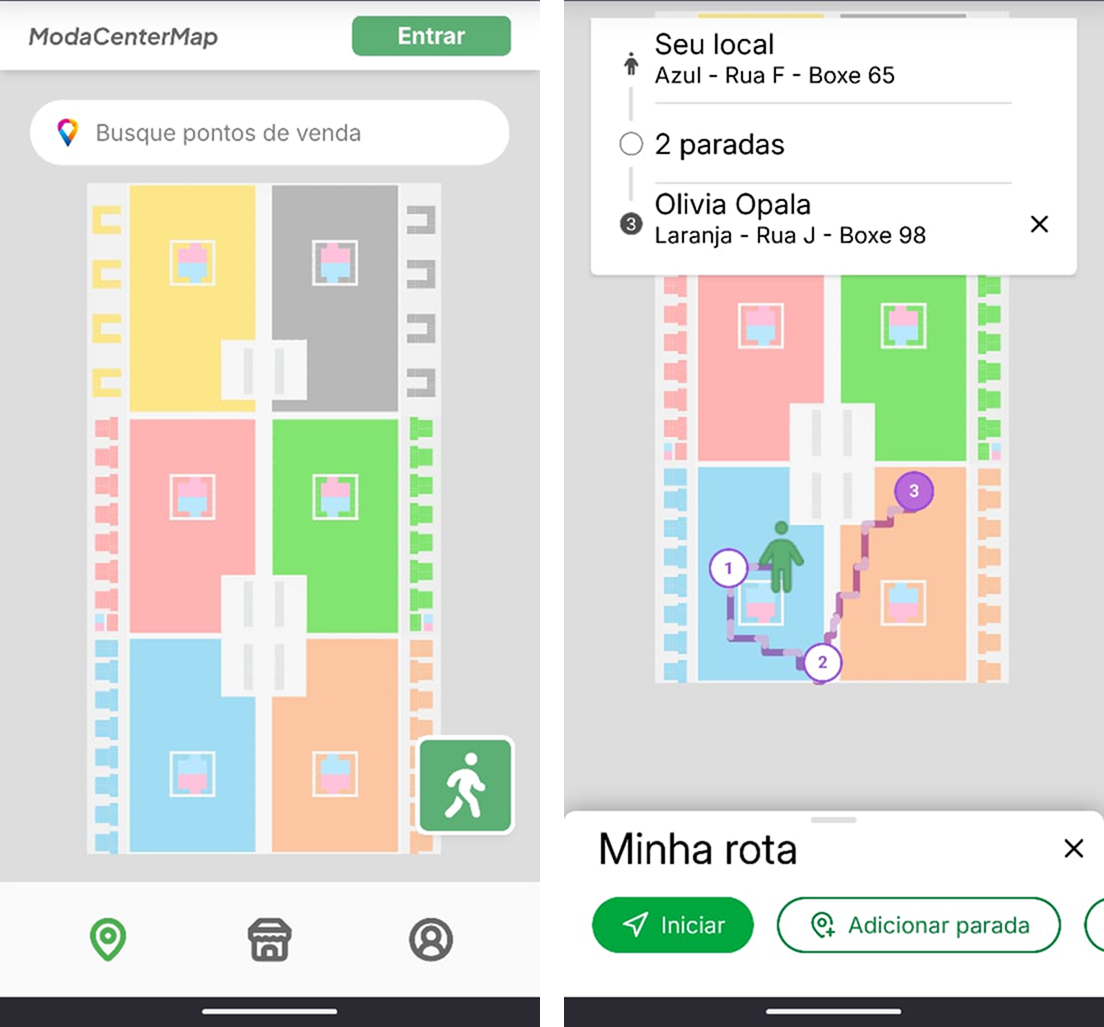 ModaCenterMap
Entrar
Busque pontos de venda
Seu local
Azul - Rua F - Boxe 65
2 paradas
3
Olivia Opala
Laranja - Rua J - Boxe 98
3
1
2
Minha rota
Iniciar
Adicionar parada